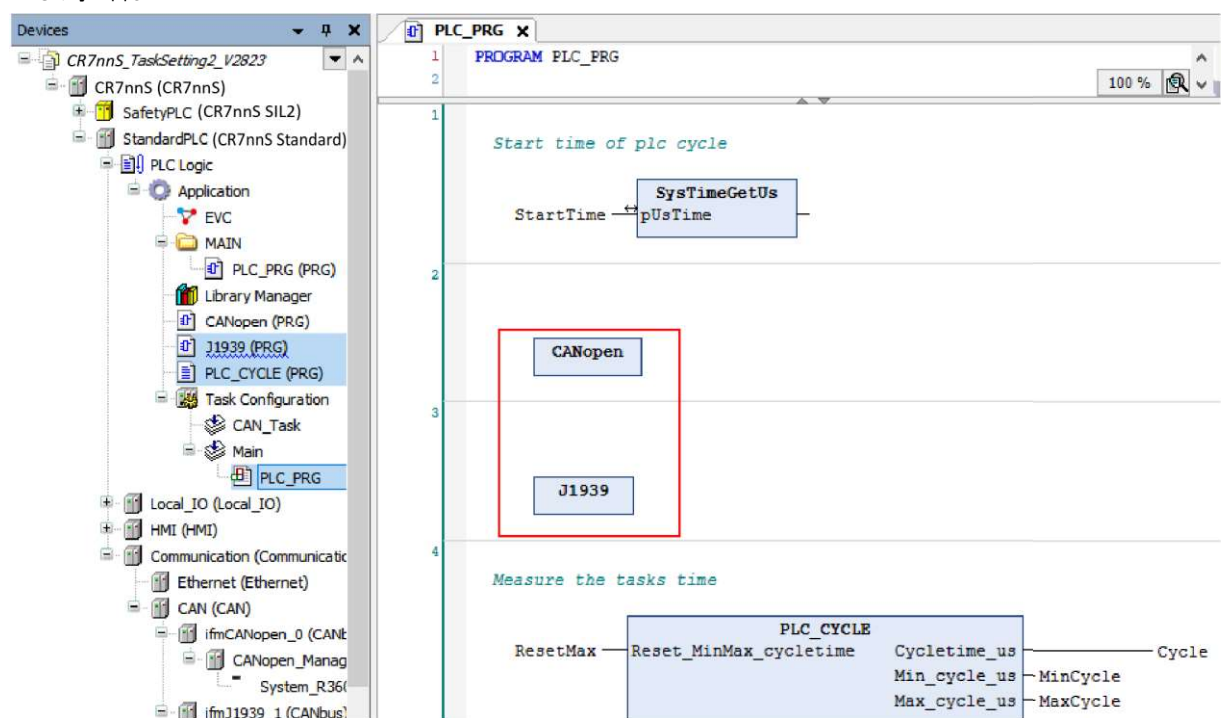 Devices
CR7nnS_TaskSetting2_V2823
CR7nnS (CR7nnS)
SafetyPLC (CR7nnS SIL2)
StandardPLC (CR7nnS Standard)
PLC Logic
Application
EVC
MAIN
PLC_PRG (PRG)
Library Manager
CANopen (PRG)
J1939 (PRG)
PLC_CYCLE (PRG)
Task Configuration
CAN_Task
Main
PLC_PRG
Local_IO (Local_IO)
HMI (HMI)
Communication (Communicatic
Ethernet (Ethernet)
CAN (CAN)
ifmCANopen_0 (CANb
CANopen_Manag
System_R36(
ifmJ1939_1 (CANbus)
PLC_PRG X
1 PROGRAM PLC_PRG
2
100 %
1
Start time of plc cycle
SysTimeGetUs
StartTime pUsTime
2
CANopen
3
J1939
4
Measure the tasks time
PLC_CYCLE
ResetMax Reset_MinMax_cycletime Cycletime_us Cycle
Min_cycle_us MinCycle
Max_cycle_us MaxCycle